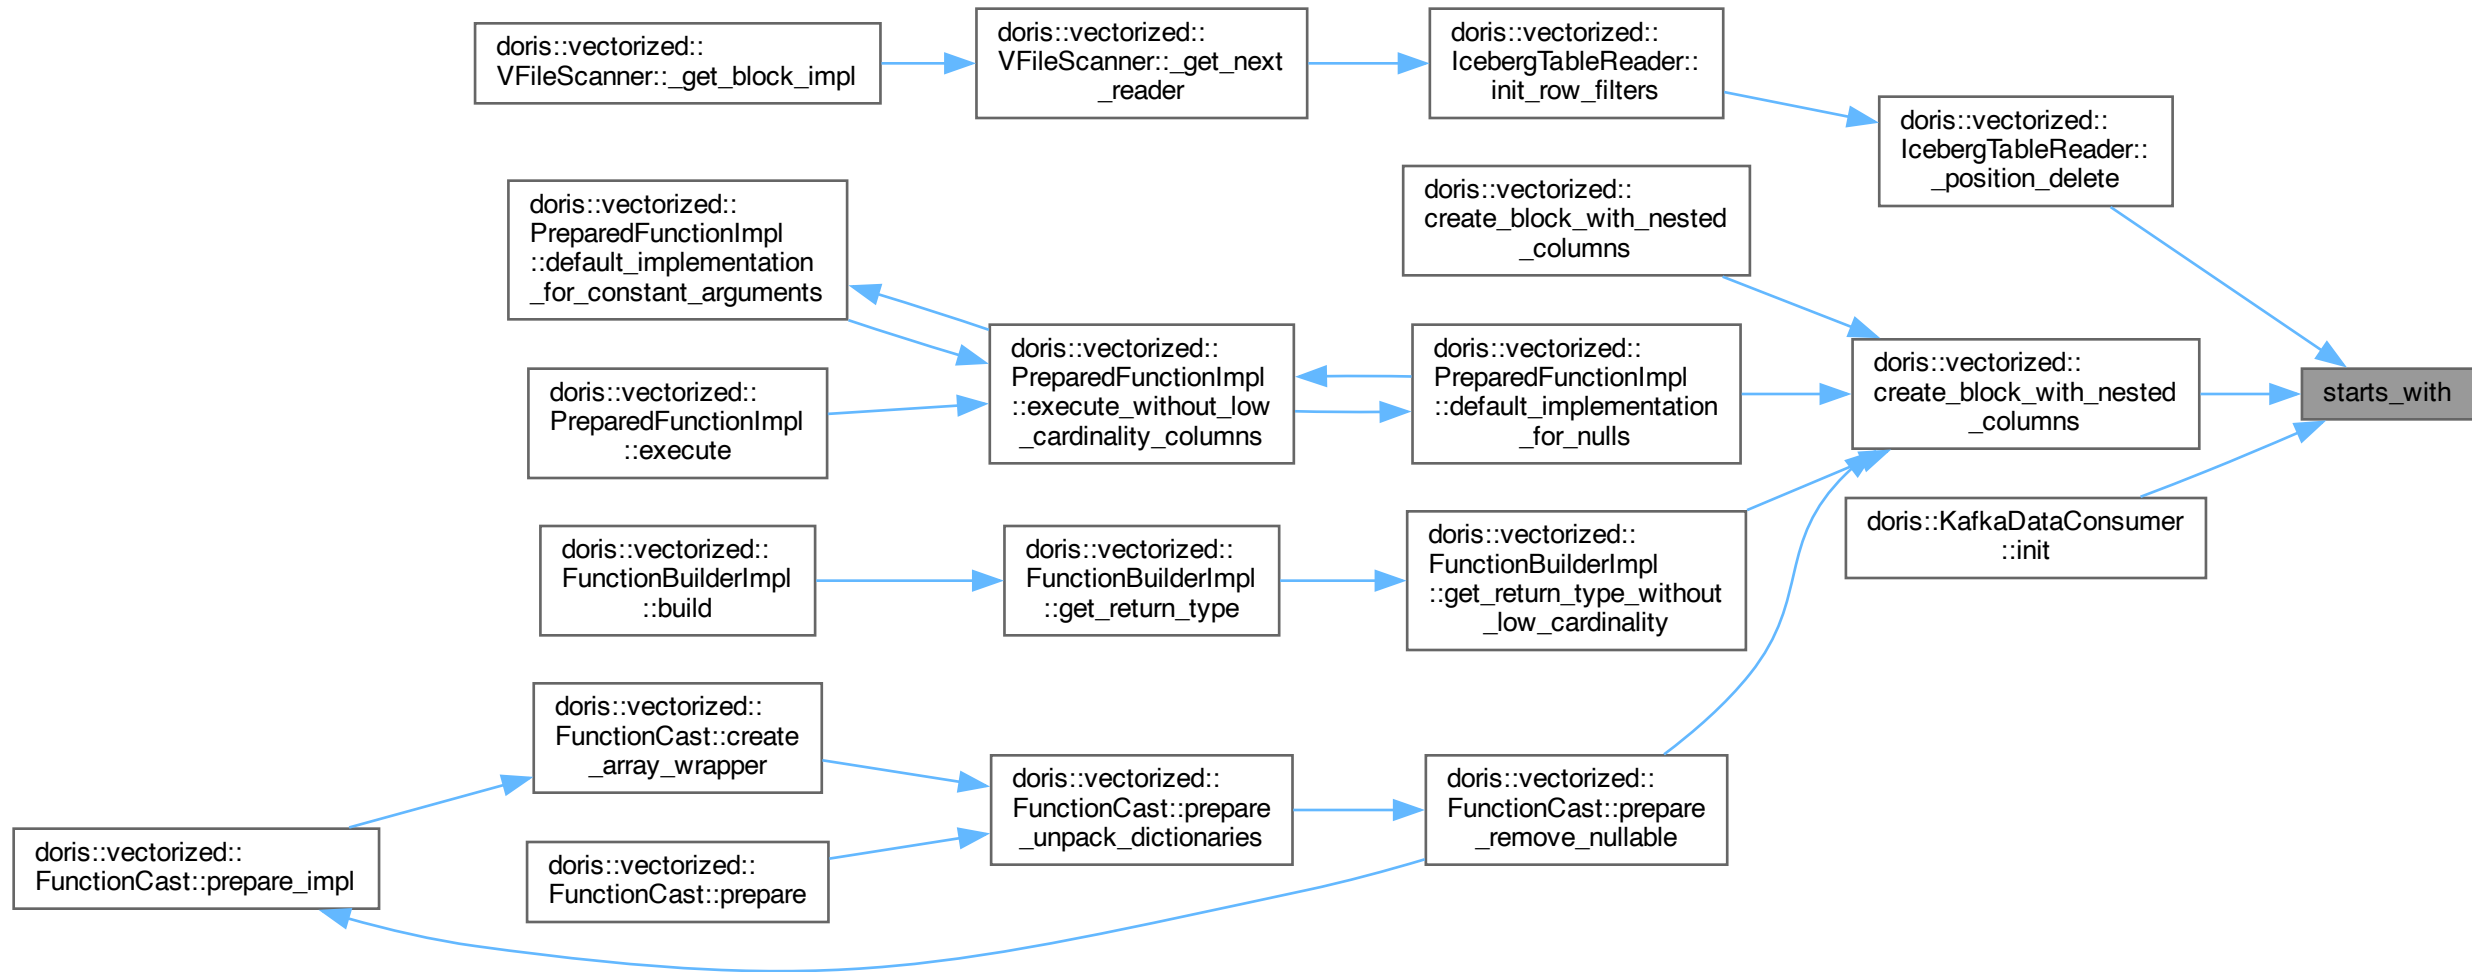 doris::vectorized::
VFileScanner::_get_block_impl
doris::vectorized::
VFileScanner::_get_next
_reader
doris::vectorized::
IcebergTableReader::
init_row_filters
doris::vectorized::
IcebergTableReader::
_position_delete
doris::vectorized::
create_block_with_nested
_columns
doris::vectorized::
PreparedFunctionImpl
::default_implementation
_for_constant_arguments
doris::vectorized::
PreparedFunctionImpl
::execute_without_low
_cardinality_columns
doris::vectorized::
PreparedFunctionImpl
::default_implementation
_for_nulls
doris::vectorized::
create_block_with_nested
_columns
starts_with
doris::vectorized::
PreparedFunctionImpl
::execute
doris::KafkaDataConsumer
::init
doris::vectorized::
FunctionBuilderImpl
::build
doris::vectorized::
FunctionBuilderImpl
::get_return_type
doris::vectorized::
FunctionBuilderImpl
::get_return_type_without
_low_cardinality
doris::vectorized::
FunctionCast::create
_array_wrapper
doris::vectorized::
FunctionCast::prepare
_unpack_dictionaries
doris::vectorized::
FunctionCast::prepare
_remove_nullable
doris::vectorized::
FunctionCast::prepare_impl
doris::vectorized::
FunctionCast::prepare